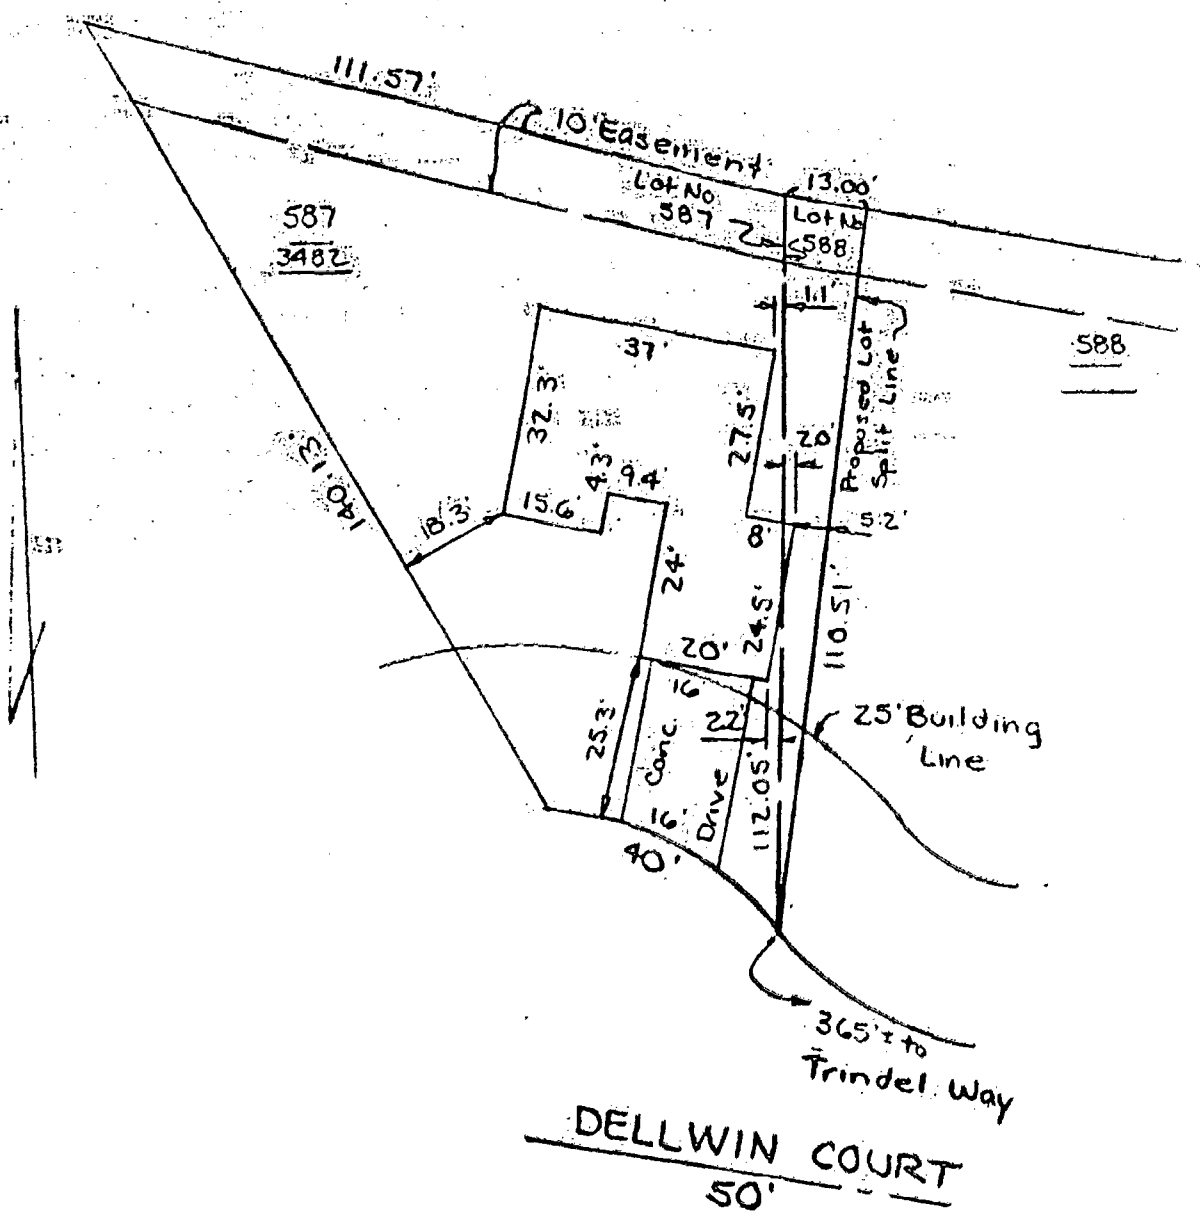 111.57'
10' Easement
Lot No
587
13.00'
Lot No
588
587
3482
1.1'
37'
588
32.3'
27.5'
Proposed Lot
Split Line
2.0'
4.3'
9.4'
15.6'
140.13'
18.3'
8'
5.2'
24'
24.5'
110.51'
20'
16'
25' Building
Line
2.2'
25.3'
Conc.
Drive
112.05'
16'
40'
365' ± to
Trindel Way
DELLWIN COURT
50'